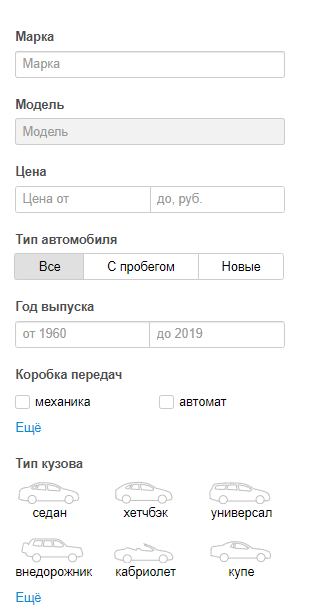 Марка
Марка
Модель
Модель
Цена
Цена от до, руб.
Тип автомобиля
Все С пробегом Новые
Год выпуска
от 1960 до 2019
Коробка передач
механика автомат
Ещё
Тип кузова
седан хетчбэк универсал
внедорожник кабриолет купе
Ещё